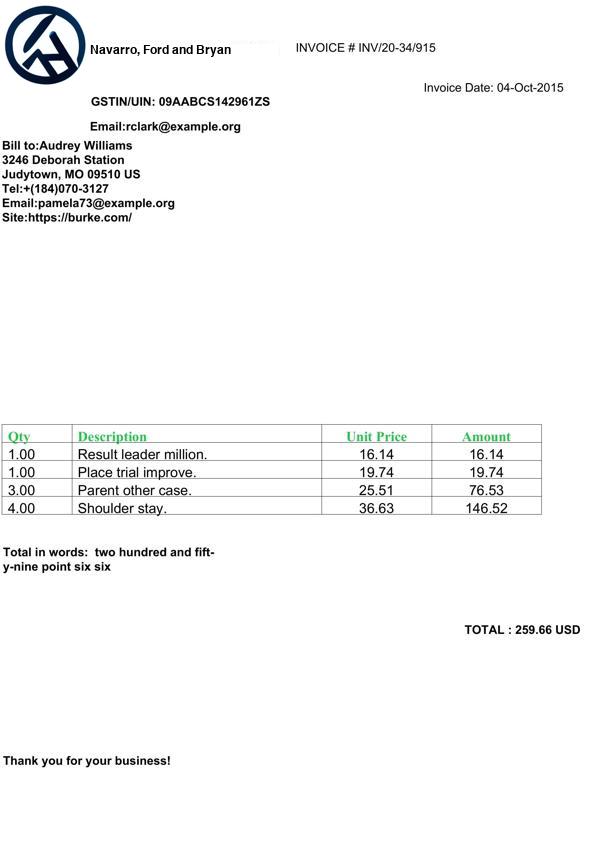 Navarro, Ford and Bryan
INVOICE # INV/20-34/915
Invoice Date: 04-Oct-2015
GSTIN/UIN: 09AABCS142961ZS
Email:rclark@example.org
Bill to:Audrey Williams
3246 Deborah Station
Judytown, MO 09510 US
Tel:+(184)070-3127
Email:pamela73@example.org
Site:https://burke.com/
Qty Description Unit Price Amount
1.00 Result leader million. 16.14 16.14
1.00 Place trial improve. 19.74 19.74
3.00 Parent other case. 25.51 76.53
4.00 Shoulder stay. 36.63 146.52
Total in words:  two hundred and fift-
y-nine point six six
TOTAL : 259.66 USD
Thank you for your business!